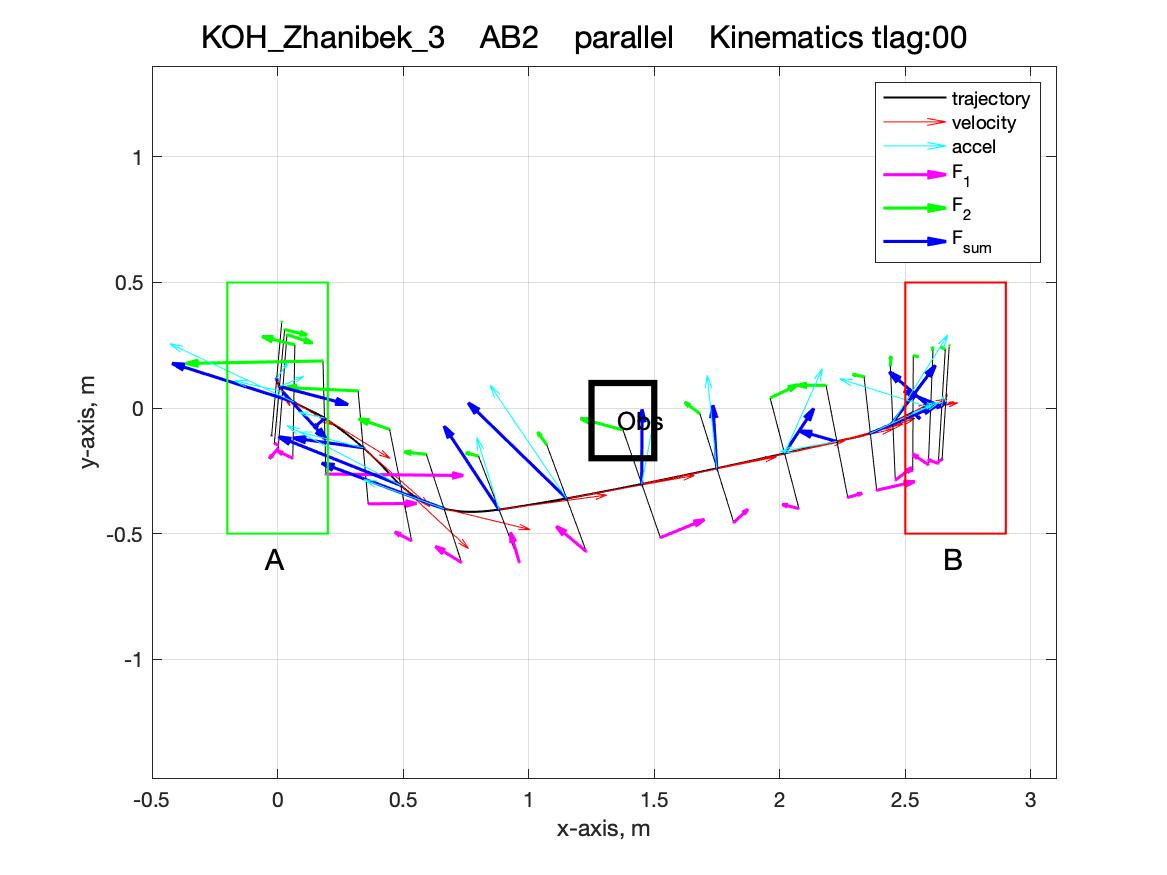 KOH_Zhanibek_3 AB2 parallel Kinematics tlag:00
trajectory
velocity
accel
F1
F2
Fsum
1
0.5
0
-0.5
-1
y-axis, m
Obs
A
B
-0.5 0 0.5 1 1.5 2 2.5 3
x-axis, m